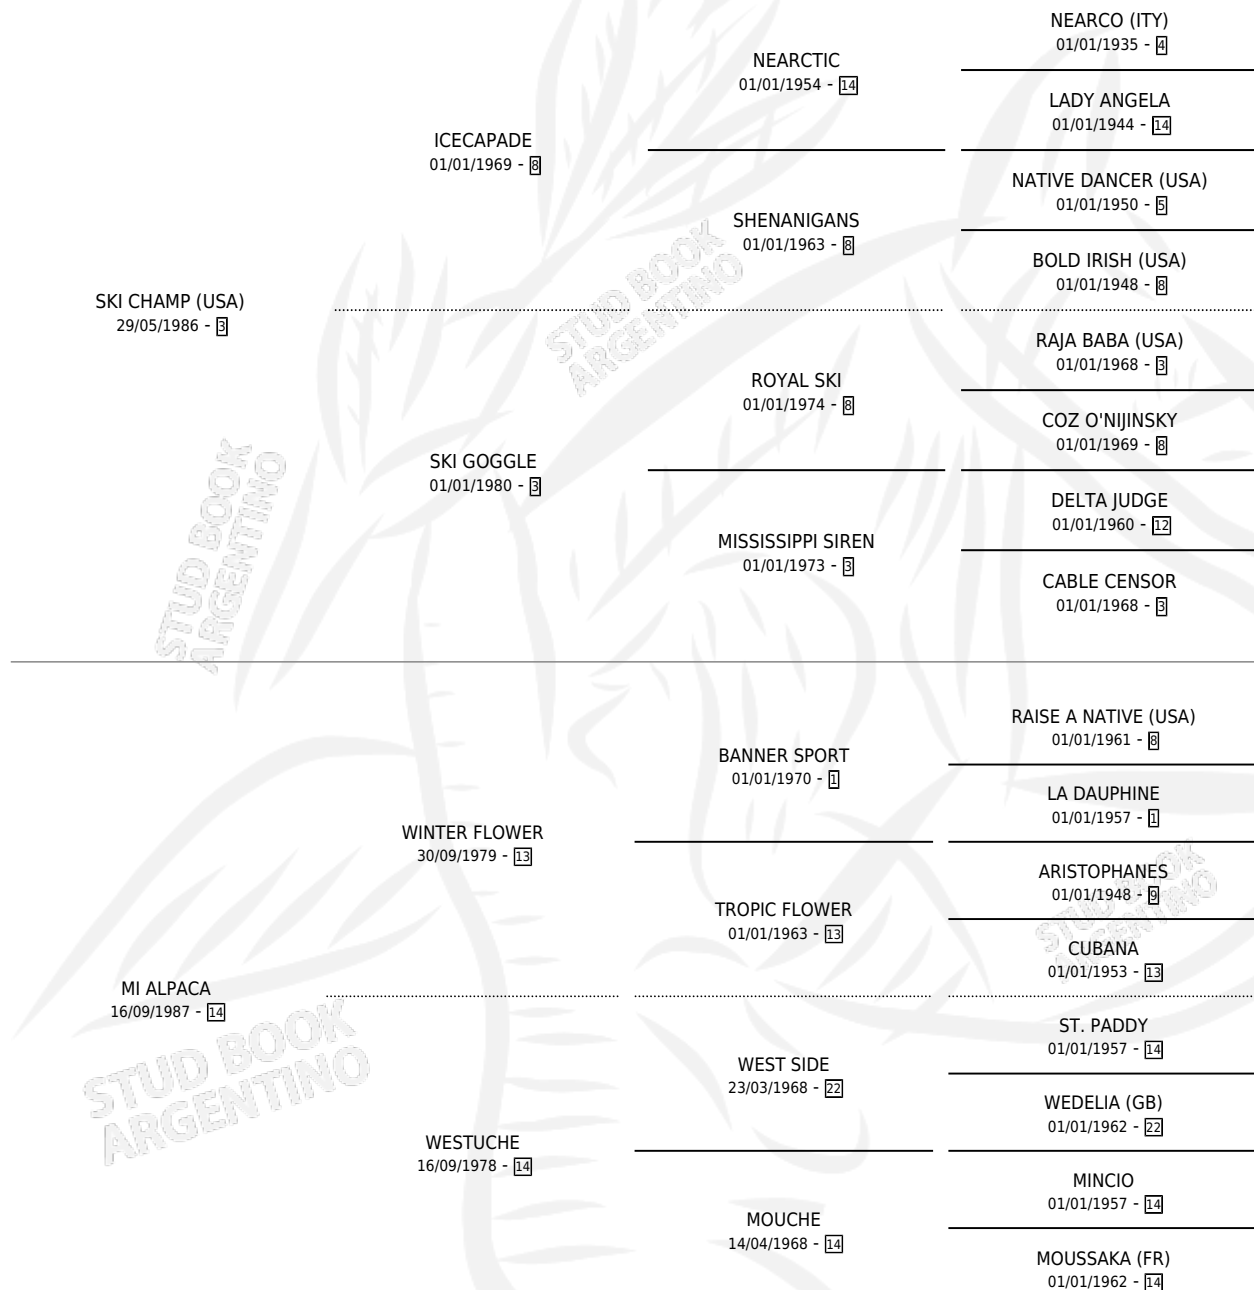 NEARCO (ITY)
01/01/1935 - 4
NEARCTIC
01/01/1954 - 14
LADY ANGELA
01/01/1944 - 14
ICECAPADE
01/01/1969 - 8
NATIVE DANCER (USA)
01/01/1950 - 5
SHENANIGANS
01/01/1963 - 8
BOLD IRISH (USA)
01/01/1948 - 8
SKI CHAMP (USA)
29/05/1986 - 3
STUD BOOK
ARGENTINO
RAJA BABA (USA)
01/01/1968 - 3
ROYAL SKI
01/01/1974 - 8
COZ O'NIJINSKY
01/01/1969 - 8
SKI GOGGLE
01/01/1980 - 3
DELTA JUDGE
01/01/1960 - 12
MISSISSIPPI SIREN
01/01/1973 - 3
CABLE CENSOR
01/01/1968 - 3
STUD BOOK
ARGENTINO
RAISE A NATIVE (USA)
01/01/1961 - 8
BANNER SPORT
01/01/1970 - 1
LA DAUPHINE
01/01/1957 - 1
WINTER FLOWER
30/09/1979 - 13
ARISTOPHANES
01/01/1948 - 9
TROPIC FLOWER
01/01/1963 - 13
STUD BOOK
ARGENTINO
CUBANA
01/01/1953 - 13
MI ALPACA
16/09/1987 - 14
STUD BOOK
ARGENTINO
ST. PADDY
01/01/1957 - 14
WEST SIDE
23/03/1968 - 22
WEDELIA (GB)
01/01/1962 - 22
WESTUCHE
16/09/1978 - 14
MINCIO
01/01/1957 - 14
MOUCHE
14/04/1968 - 14
MOUSSAKA (FR)
01/01/1962 - 14